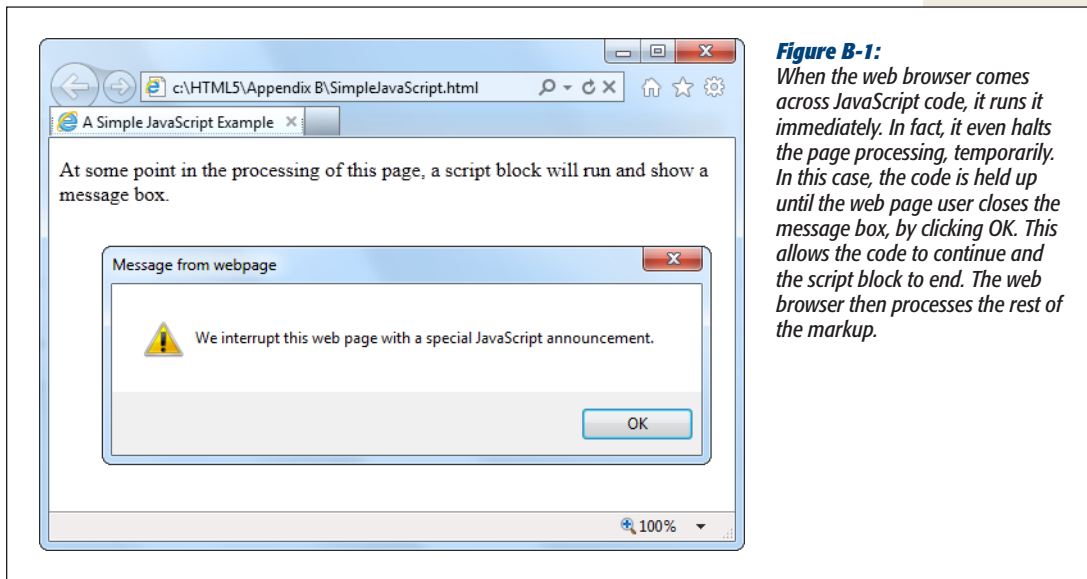 c:\HTML5\Appendix B\SimpleJavaScript.html
A Simple JavaScript Example
At some point in the processing of this page, a script block will run and show a
message box.
Message from webpage
We interrupt this web page with a special JavaScript announcement.
OK
100%
Figure B-1:
When the web browser comes
across JavaScript code, it runs it
immediately. In fact, it even halts
the page processing, temporarily.
In this case, the code is held up
until the web page user closes the
message box, by clicking OK. This
allows the code to continue and
the script block to end. The web
browser then processes the rest of
the markup.